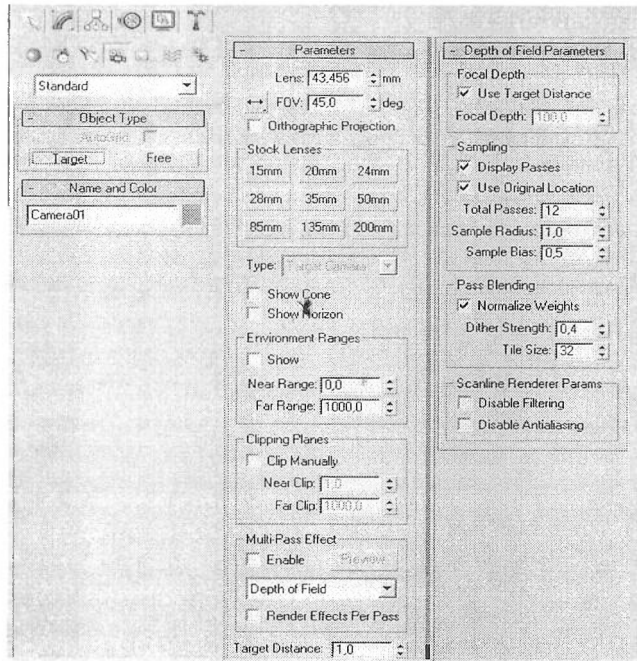 Standard
- Object Type
AutoGrid
Target Free
- Name and Color
Camera01
- Parameters
Lens: 43,456 mm
FOV: 45,0 deg.
Orthographic Projection
Stock Lenses
15mm 20mm 24mm
28mm 35mm 50mm
85mm 135mm 200mm
Type: Target Camera
Show Cone
Show Horizon
Environment Ranges
Show
Near Range: 0,0
Far Range: 1000,0
Clipping Planes
Clip Manually
Near Clip: 1,0
Far Clip: 1000,0
Multi-Pass Effect
Enable Preview
Depth of Field
Render Effects Per Pass
Target Distance: 1,0
- Depth of Field Parameters
Focal Depth
Use Target Distance
Focal Depth: 100,0
Sampling
Display Passes
Use Original Location
Total Passes: 12
Sample Radius: 1,0
Sample Bias: 0,5
Pass Blending
Normalize Weights
Dither Strength: 0,4
Tile Size: 32
Scanline Renderer Params
Disable Filtering
Disable Antialiasing